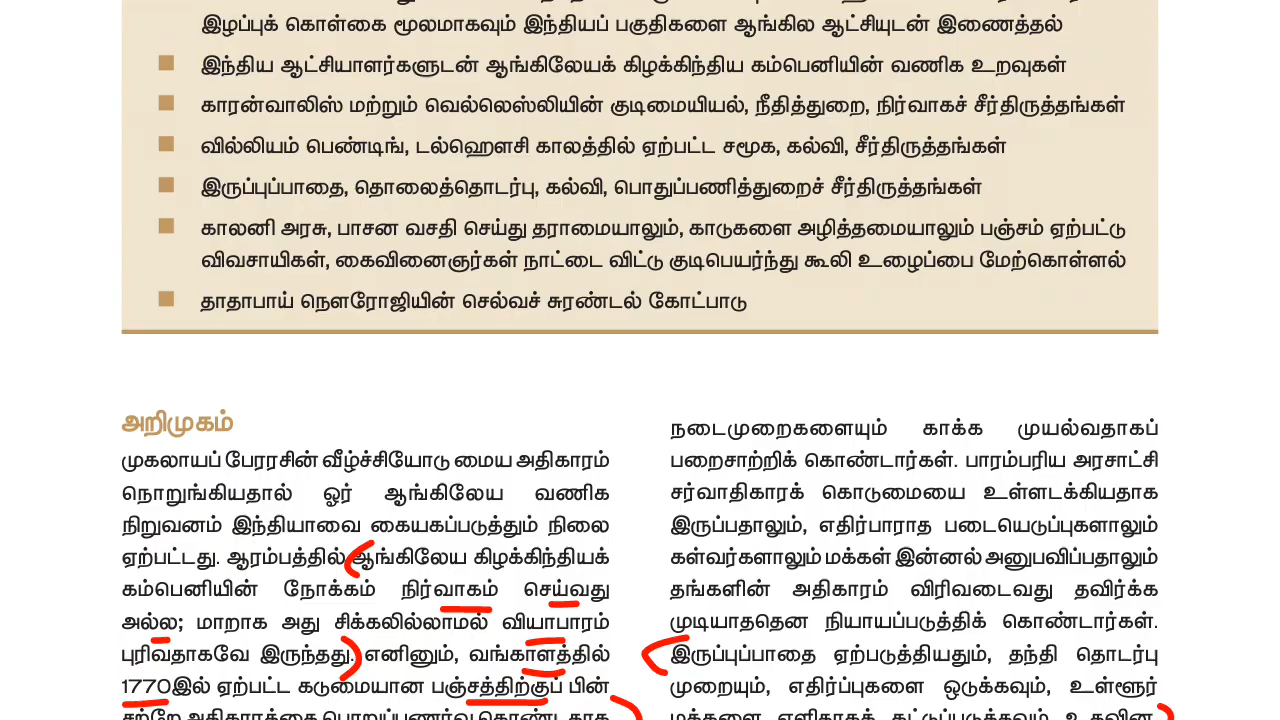 இழப்புக் கொள்கை மூலமாகவும் இந்தியப் பகுதிகளை ஆங்கில ஆட்சியுடன் இணைத்தல்
இந்திய ஆட்சியாளர்களுடன் ஆங்கிலேயக் கிழக்கிந்திய கம்பெனியின் வணிக உறவுகள்
காரன்வாலிஸ் மற்றும் வெல்லெஸ்லியின் குடிமையியல், நீதித்துறை, நிர்வாகச் சீர்திருத்தங்கள்
வில்லியம் பெண்டிங், டல்ஹௌசி காலத்தில் ஏற்பட்ட சமூக, கல்வி, சீர்திருத்தங்கள்
இருப்புப்பாதை, தொலைத்தொடர்பு, கல்வி, பொதுப்பணித்துறைச் சீர்திருத்தங்கள்
காலனி அரசு, பாசன வசதி செய்து தராமையாலும், காடுகளை அழித்தமையாலும் பஞ்சம் ஏற்பட்டு
விவசாயிகள், கைவினைஞர்கள் நாட்டை விட்டு குடிபெயர்ந்து கூலி உழைப்பை மேற்கொள்ளல்
தாதாபாய் நௌரோஜியின் செல்வச் சுரண்டல் கோட்பாடு
அறிமுகம்
முகலாயப் பேரரசின் வீழ்ச்சியோடு மைய அதிகாரம்
நொறுங்கியதால் ஓர் ஆங்கிலேய வணிக
நிறுவனம் இந்தியாவை கையகப்படுத்தும் நிலை
ஏற்பட்டது. ஆரம்பத்தில் ஆங்கிலேய கிழக்கிந்தியக்
கம்பெனியின் நோக்கம் நிர்வாகம் செய்வது
அல்ல; மாறாக அது சிக்கலில்லாமல் வியாபாரம்
புரிவதாகவே இருந்தது. எனினும், வங்காளத்தில்
1770இல் ஏற்பட்ட கடுமையான பஞ்சத்திற்குப் பின்
நடைமுறைகளையும் காக்க முயல்வதாகப்
பறைசாற்றிக் கொண்டார்கள். பாரம்பரிய அரசாட்சி
சர்வாதிகாரக் கொடுமையை உள்ளடக்கியதாக
இருப்பதாலும், எதிர்பாராத படையெடுப்புகளாலும்
கள்வர்களாலும் மக்கள் இன்னல் அனுபவிப்பதாலும்
தங்களின் அதிகாரம் விரிவடைவது தவிர்க்க
முடியாததென நியாயப்படுத்திக் கொண்டார்கள்.
இருப்புப்பாதை ஏற்படுத்தியதும், தந்தி தொடர்பு
முறையும், எதிர்ப்புகளை ஒடுக்கவும், உள்ளூர்